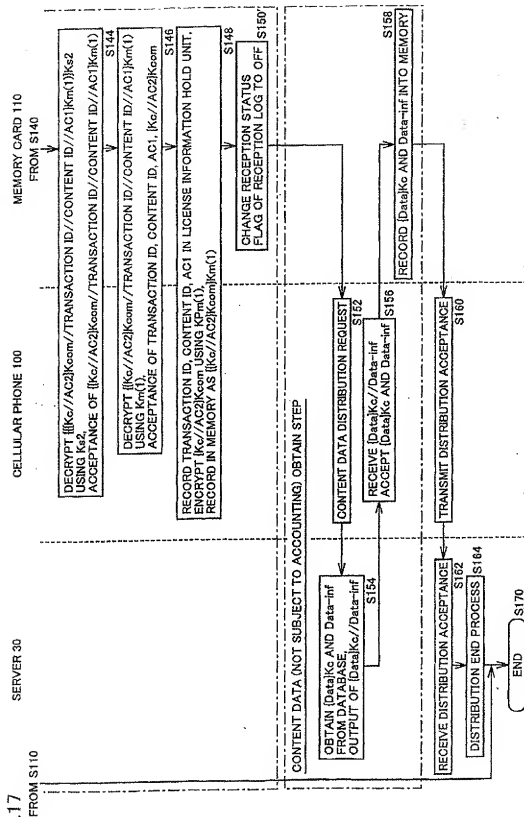 .17
FROM S110
SERVER 30
CELLULAR PHONE 100
MEMORY CARD 110
FROM S140
DECRYPT {{[Kc//AC2]Kcom//TRANSACTION ID//CONTENT ID//AC1}Km(1)}Ks2
USING Ks2,
ACCEPTANCE OF {[Kc//AC2]Kcom//TRANSACTION ID//CONTENT ID//AC1}Km(1)
S144
DECRYPT {[Kc//AC2]Kcom//TRANSACTION ID//CONTENT ID//AC1}Km(1)
USING Km(1),
ACCEPTANCE OF TRANSACTION ID, CONTENT ID, AC1, [Kc//AC2]Kcom
S146
RECORD TRANSACTION ID, CONTENT ID, AC1 IN LICENSE INFORMATION HOLD UNIT,
ENCRYPT [Kc//AC2]Kcom USING KPm(1),
RECORD IN MEMORY AS {[Kc//AC2]Kcom}Km(1)
S148
CHANGE RECEPTION STATUS
FLAG OF RECEPTION LOG TO OFF
S150'
CONTENT DATA (NOT SUBJECT TO ACCOUNTING) OBTAIN STEP
CONTENT DATA DISTRIBUTION REQUEST
S152
OBTAIN {Data}Kc AND Data-inf
FROM DATABASE,
OUTPUT OF {Data}Kc//Data-inf
S154
RECEIVE {Data}Kc//Data-inf
ACCEPT {Data}Kc AND Data-inf
S156
RECORD {Data}Kc AND Data-inf INTO MEMORY
S158
TRANSMIT DISTRIBUTION ACCEPTANCE
S160
RECEIVE DISTRIBUTION ACCEPTANCE
S162
DISTRIBUTION END PROCESS
S164
END
S170